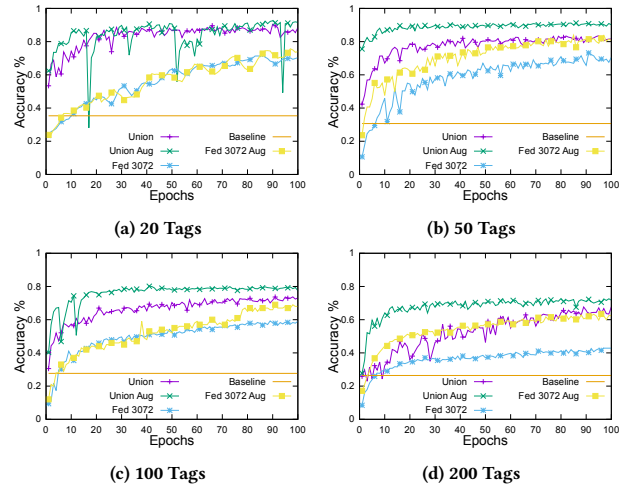 1
0.8
0.6
0.4
0.2
0
Accuracy %
0 10 20 30 40 50 60 70 80 90 100
Epochs
Union Baseline
Union Aug Fed 3072 Aug
Fed 3072
(a) 20 Tags
1
0.8
0.6
0.4
0.2
0
Accuracy %
0 10 20 30 40 50 60 70 80 90 100
Epochs
Union Baseline
Union Aug Fed 3072 Aug
Fed 3072
(b) 50 Tags
1
0.8
0.6
0.4
0.2
0
Accuracy %
0 10 20 30 40 50 60 70 80 90 100
Epochs
Union Baseline
Union Aug Fed 3072 Aug
Fed 3072
(c) 100 Tags
1
0.8
0.6
0.4
0.2
0
Accuracy %
0 10 20 30 40 50 60 70 80 90 100
Epochs
Union Baseline
Union Aug Fed 3072 Aug
Fed 3072
(d) 200 Tags